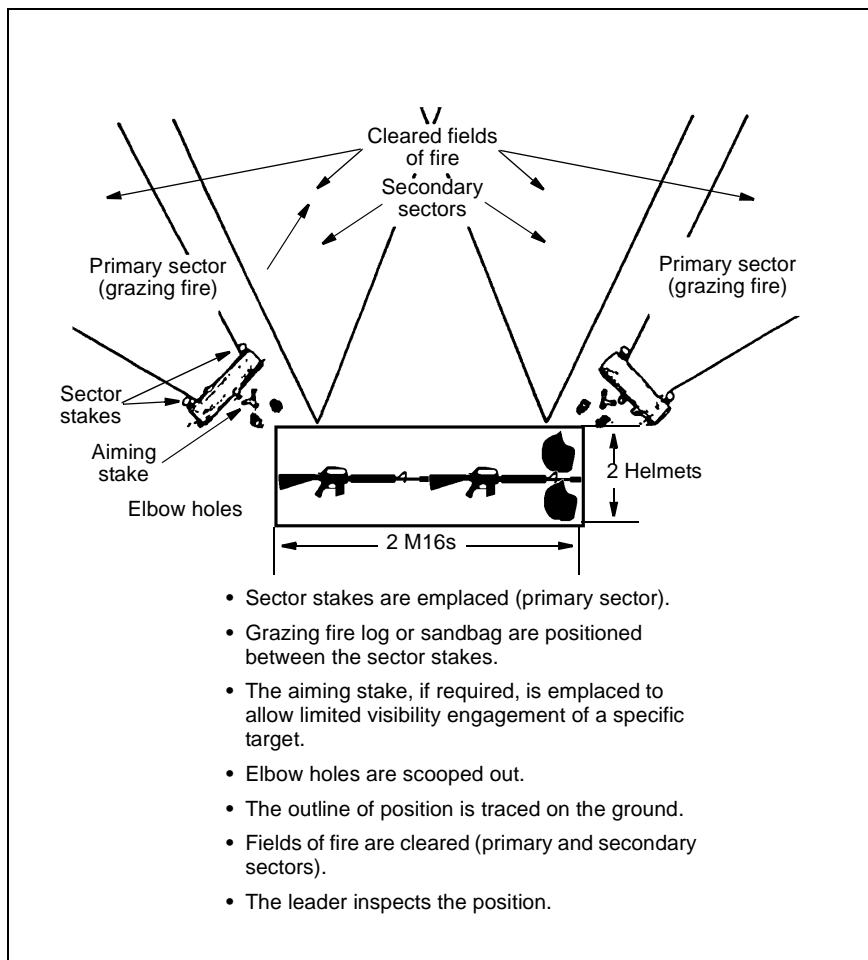 Cleared fields
of fire
Secondary
sectors
Primary sector
(grazing fire)
Primary sector
(grazing fire)
Sector
stakes
Aiming
stake
Elbow holes
2 Helmets
2 M16s
• Sector stakes are emplaced (primary sector).
• Grazing fire log or sandbag are positioned
between the sector stakes.
• The aiming stake, if required, is emplaced to
allow limited visibility engagement of a specific
target.
• Elbow holes are scooped out.
• The outline of position is traced on the ground.
• Fields of fire are cleared (primary and secondary
sectors).
• The leader inspects the position.